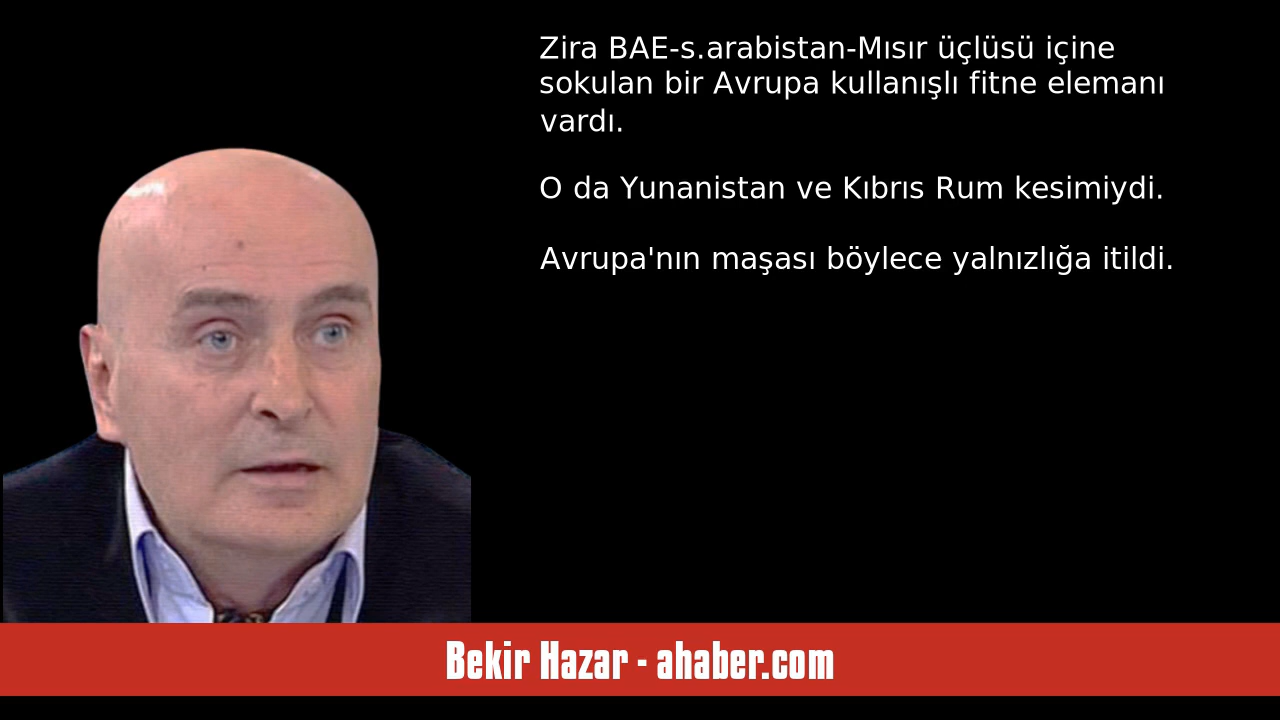 Zira BAE-s.arabistan-Mısır üçlüsü içine
sokulan bir Avrupa kullanışlı fitne elemanı
vardı.
O da Yunanistan ve Kıbrıs Rum kesimiydi.
Avrupa'nın maşası böylece yalnızlığa itildi.
Bekir Hazar - ahaber.com